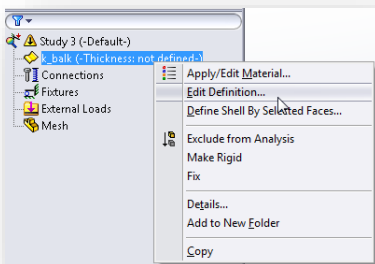 Study 3 (-Default-)
k_balk (-Thickness: not defined-)
Connections
Fixtures
External Loads
Mesh
Apply/Edit Material...
Edit Definition...
Define Shell By Selected Faces...
Exclude from Analysis
Make Rigid
Fix
Details...
Add to New Folder
Copy